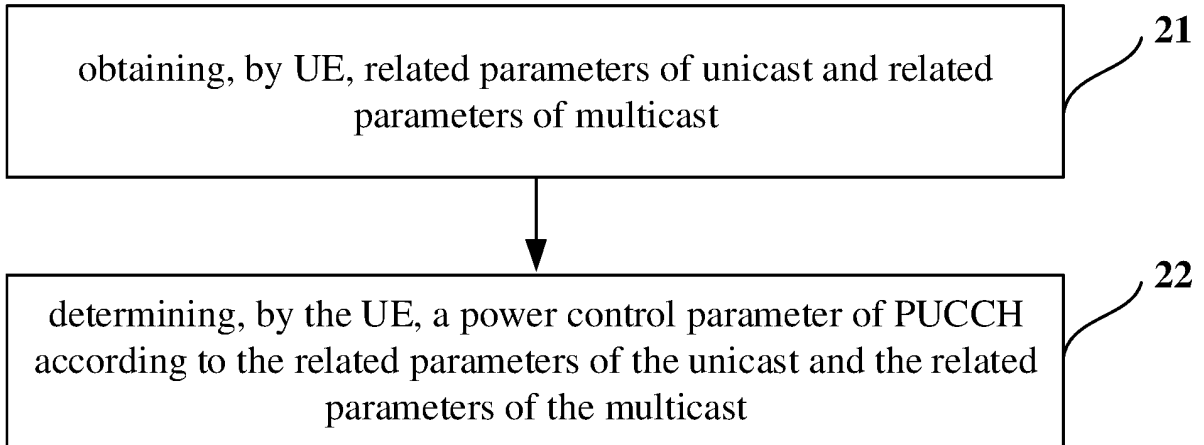 21
obtaining, by UE, related parameters of unicast and related
parameters of multicast
22
determining, by the UE, a power control parameter of PUCCH
according to the related parameters of the unicast and the related
parameters of the multicast